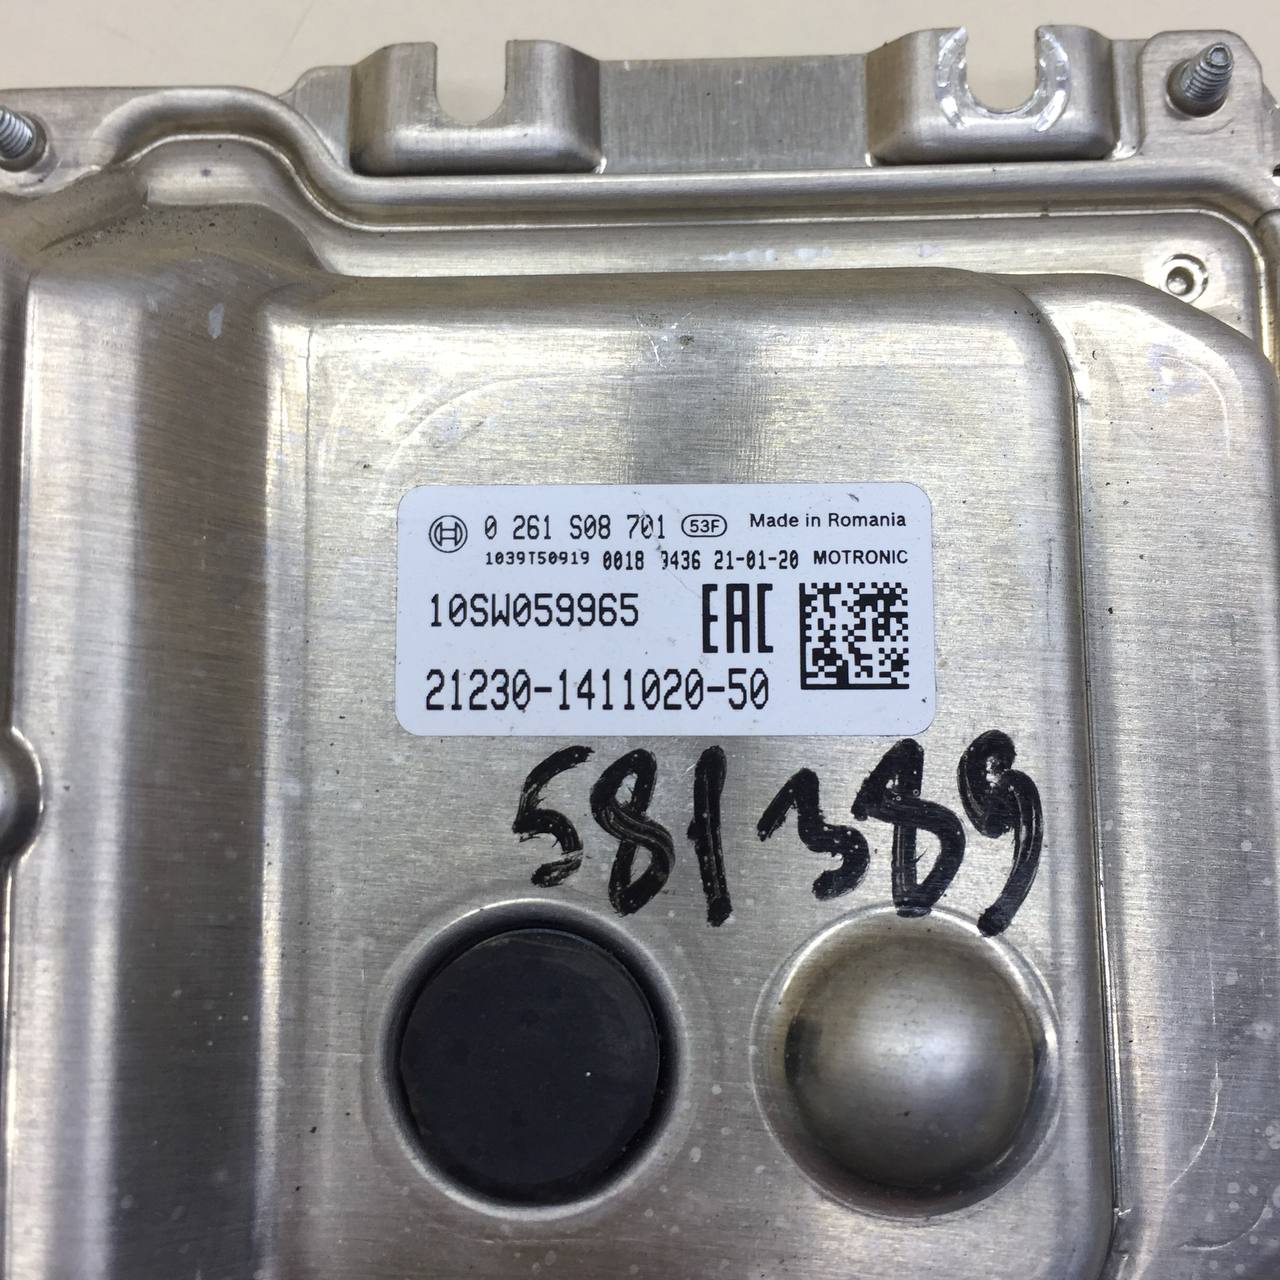 0 261 S08 701 53F Made in Romania
1039T50919 0018 9436 21-01-20 MOTRONIC
10SW059965 EAC
21230-1411020-50
581389